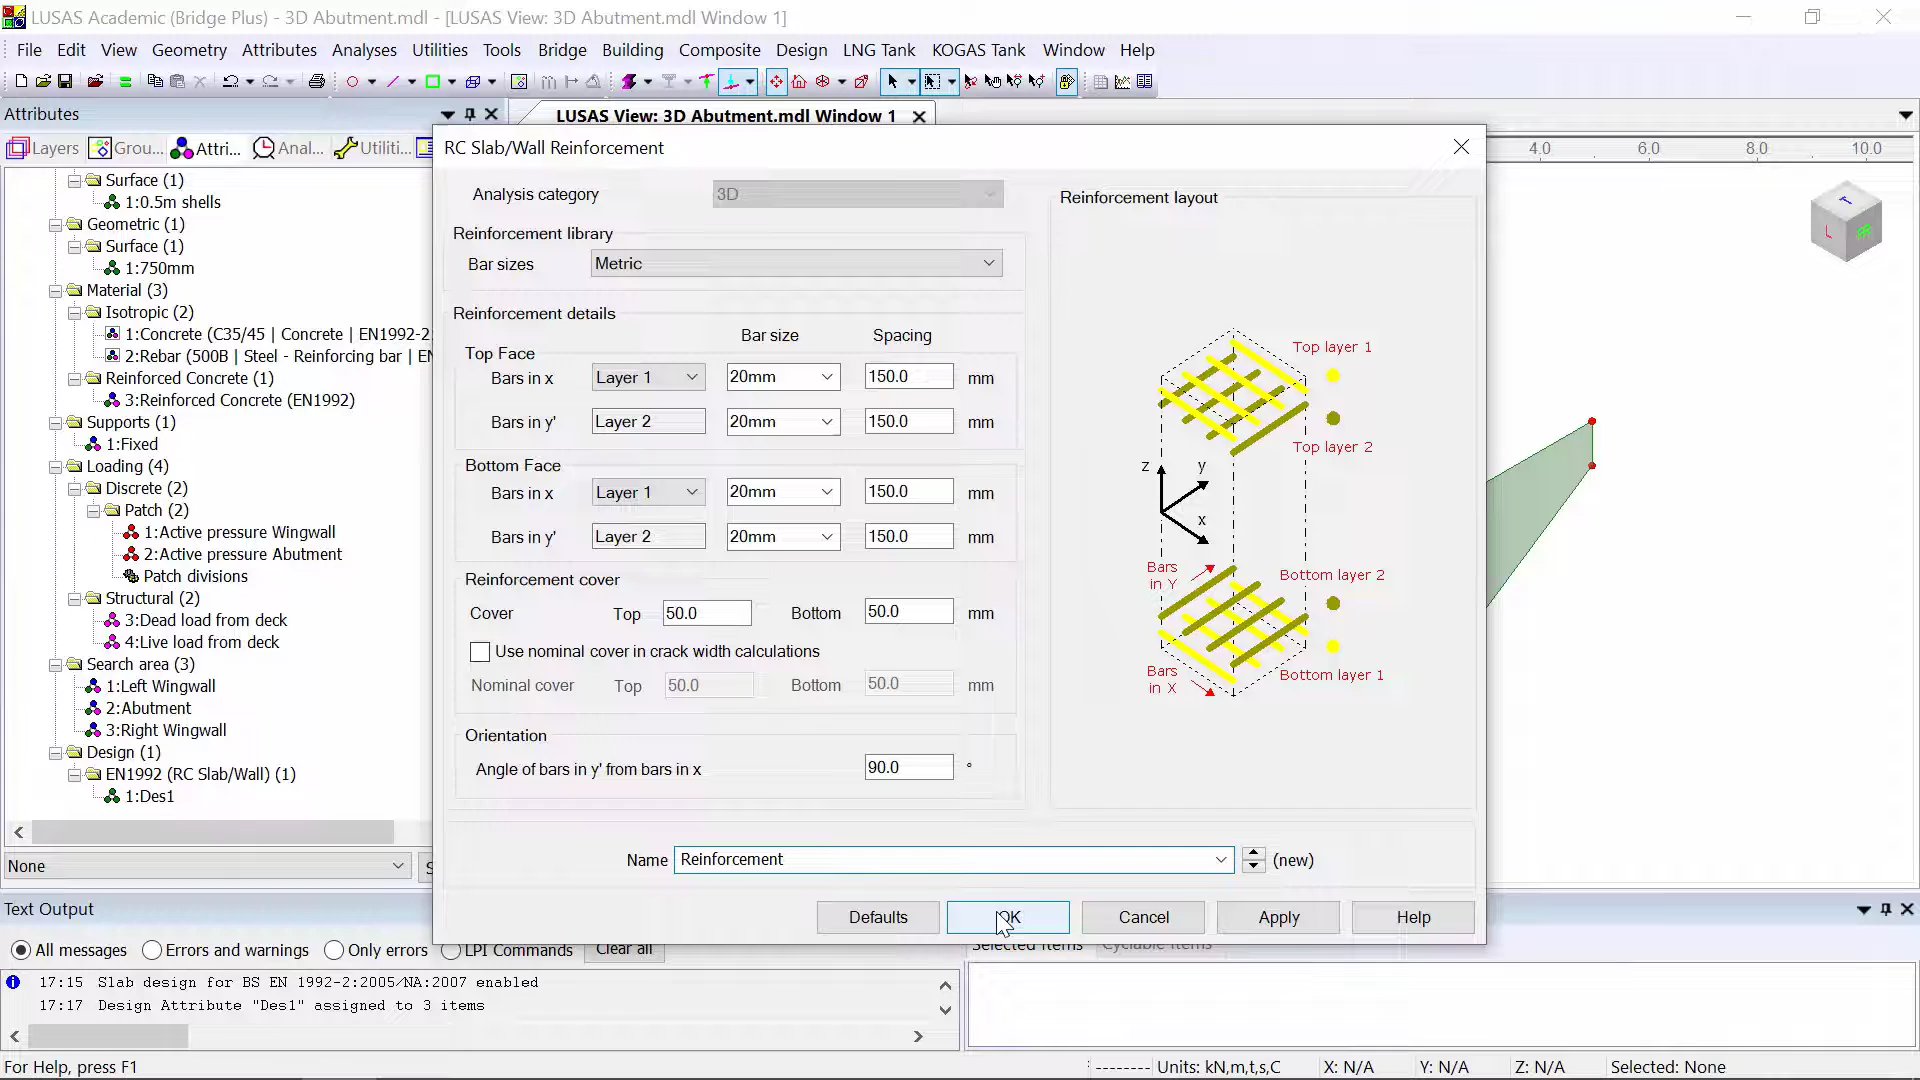 LUSAS Academic (Bridge Plus) - 3D Abutment.mdl - [LUSAS View: 3D Abutment.mdl Window 1]
File Edit View Geometry Attributes Analyses Utilities Tools Bridge Building Composite Design LNG Tank KOGAS Tank Window Help
Attributes
LUSAS View: 3D Abutment.mdl Window 1
Layers Grou... Attri... Anal... Utiliti...
4.0 6.0 8.0 10.0
Surface (1)
1:0.5m shells
Geometric (1)
Surface (1)
1:750mm
Material (3)
Isotropic (2)
1:Concrete (C35/45 | Concrete | EN1992-2
2:Rebar (500B | Steel - Reinforcing bar | EN
Reinforced Concrete (1)
3:Reinforced Concrete (EN1992)
Supports (1)
1:Fixed
Loading (4)
Discrete (2)
Patch (2)
1:Active pressure Wingwall
2:Active pressure Abutment
Patch divisions
Structural (2)
3:Dead load from deck
4:Live load from deck
Search area (3)
1:Left Wingwall
2:Abutment
3:Right Wingwall
Design (1)
EN1992 (RC Slab/Wall) (1)
1:Des1
None
RC Slab/Wall Reinforcement
Analysis category 3D
Reinforcement library
Bar sizes Metric
Reinforcement details
Bar size Spacing
Top Face
Bars in x Layer 1 20mm 150.0 mm
Bars in y' Layer 2 20mm 150.0 mm
Bottom Face
Bars in x Layer 1 20mm 150.0 mm
Bars in y' Layer 2 20mm 150.0 mm
Reinforcement cover
Cover Top 50.0 Bottom 50.0 mm
Use nominal cover in crack width calculations
Nominal cover Top 50.0 Bottom 50.0 mm
Orientation
Angle of bars in y' from bars in x 90.0 °
Reinforcement layout
Top layer 1
Top layer 2
z
y
x
Bars
in Y
Bottom layer 2
Bars
in X
Bottom layer 1
T
L
Name Reinforcement (new)
Defaults OK Cancel Apply Help
Text Output
All messages Errors and warnings Only errors LPI Commands Clear all
17:15 Slab design for BS EN 1992-2:2005/NA:2007 enabled
17:17 Design Attribute "Des1" assigned to 3 items
Selected Items Cyclable Items
For Help, press F1
Units: kN,m,t,s,C X: N/A Y: N/A Z: N/A Selected: None